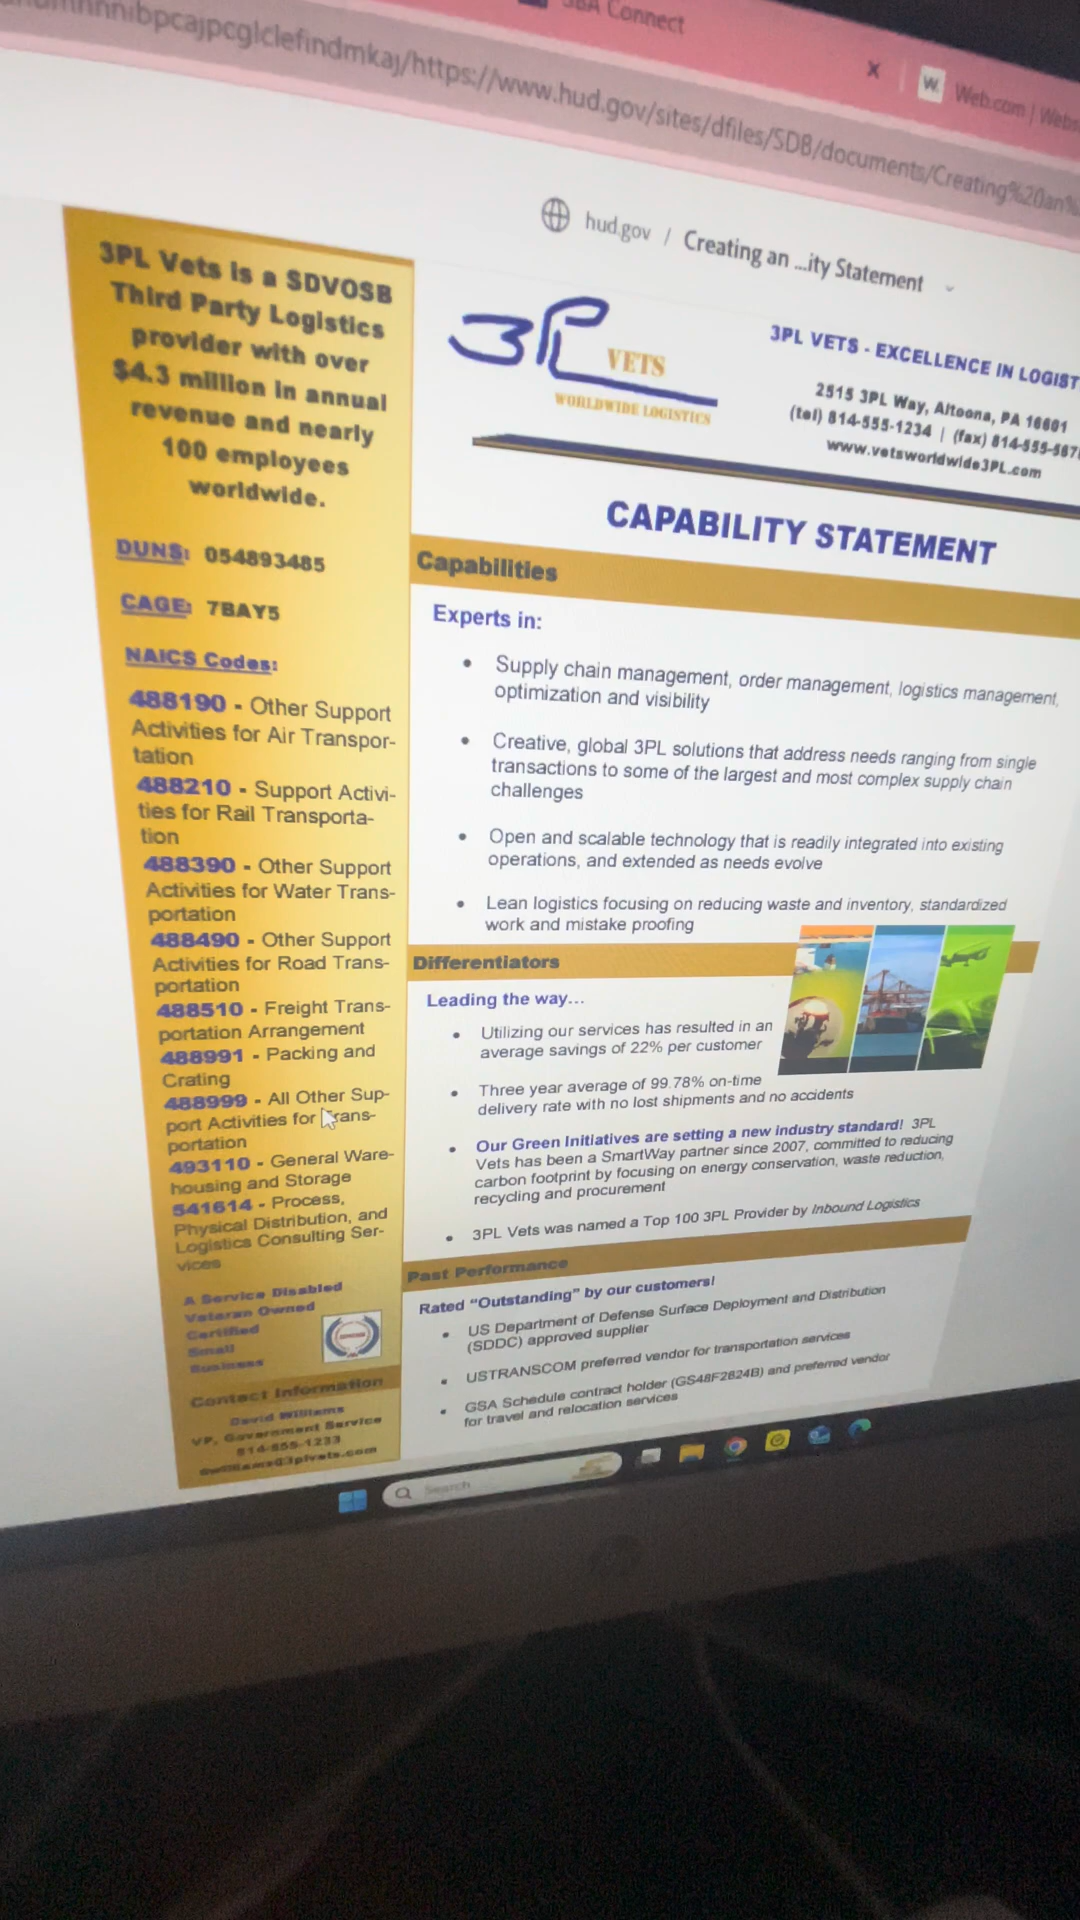 SBA Connect
W. Web.com | Webs
nnibpcajpcglclefindmkaj/https://www.hud.gov/sites/dfiles/SDB/documents/Creating%20an%
hud.gov / Creating an ...ity Statement
3PL Vets is a SDVOSB
Third Party Logistics
provider with over
$4.3 million in annual
revenue and nearly
100 employees
worldwide.
DUNS: 054893485
CAGE: 7BAY5
NAICS Codes:
488190 - Other Support
Activities for Air Transpor-
tation
488210 - Support Activi-
ties for Rail Transporta-
tion
488390 - Other Support
Activities for Water Trans-
portation
488490 - Other Support
Activities for Road Trans-
portation
488510 - Freight Trans-
portation Arrangement
488991 - Packing and
Crating
488999 - All Other Sup-
port Activities for Trans-
portation
493110 - General Ware-
housing and Storage
541614 - Process,
Physical Distribution, and
Logistics Consulting Ser-
vices
A Service Disabled
Veteran Owned
Certified
Small
Business
Contact Information
David Williams
VP, Government Service
814-555-1233
3PL VETS
WORLDWIDE LOGISTICS
3PL VETS - EXCELLENCE IN LOGIST
2515 3PL Way, Altoona, PA 16601
(tel) 814-555-1234 | (fax) 814-555-567
www.vetsworldwide3PL.com
CAPABILITY STATEMENT
Capabilities
Experts in:
• Supply chain management, order management, logistics management,
optimization and visibility
• Creative, global 3PL solutions that address needs ranging from single
transactions to some of the largest and most complex supply chain
challenges
• Open and scalable technology that is readily integrated into existing
operations, and extended as needs evolve
• Lean logistics focusing on reducing waste and inventory, standardized
work and mistake proofing
Differentiators
Leading the way...
• Utilizing our services has resulted in an
average savings of 22% per customer
• Three year average of 99.78% on-time
delivery rate with no lost shipments and no accidents
• Our Green Initiatives are setting a new industry standard! 3PL
Vets has been a SmartWay partner since 2007, committed to reducing
carbon footprint by focusing on energy conservation, waste reduction,
recycling and procurement
• 3PL Vets was named a Top 100 3PL Provider by Inbound Logistics
Past Performance
Rated "Outstanding" by our customers!
• US Department of Defense Surface Deployment and Distribution
(SDDC) approved supplier
• USTRANSCOM preferred vendor for transportation services
• GSA Schedule contract holder (GS48F2824B) and preferred vendor
for travel and relocation services
Search